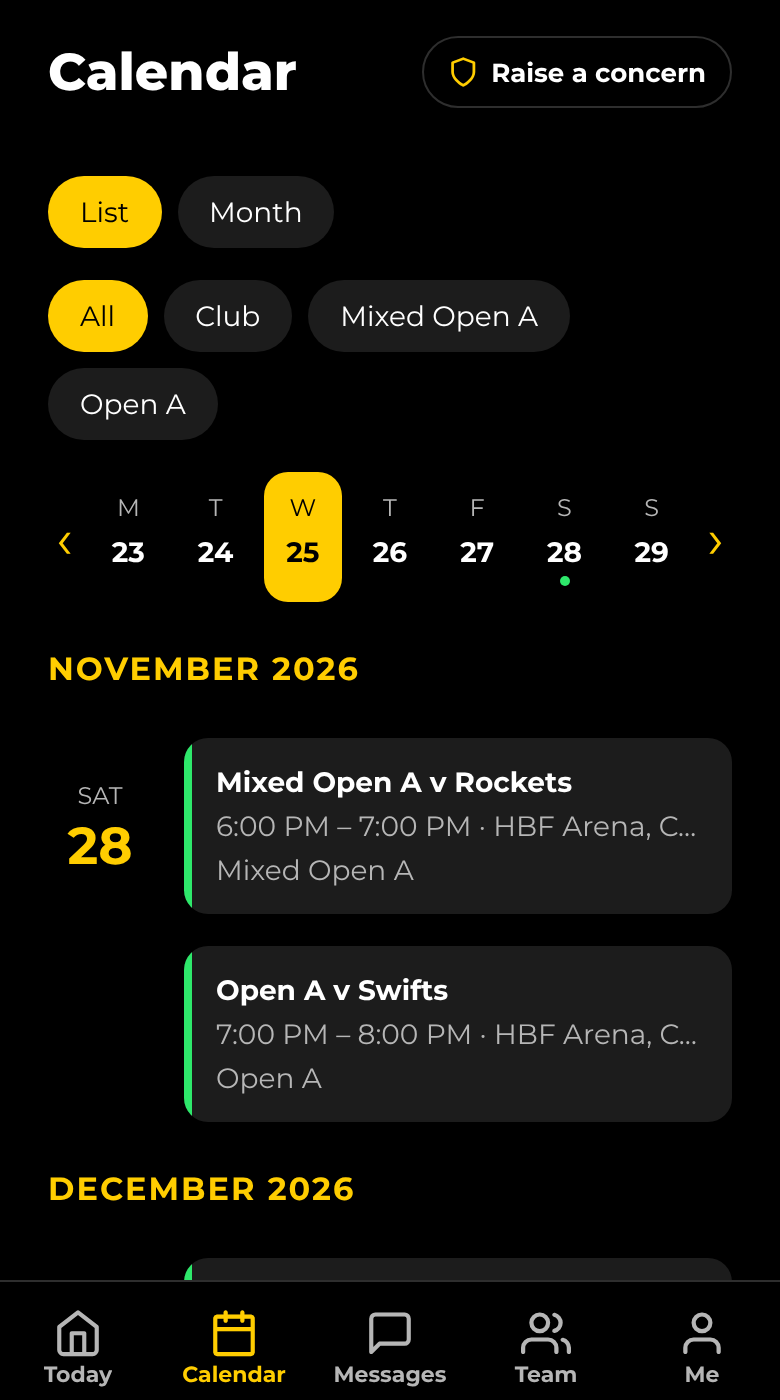 Calendar
Raise a concern
List
Month
All
Club
Mixed Open A
Open A
M T W T F S S
23 24 25 26 27 28 29
NOVEMBER 2026
SAT
28
Mixed Open A v Rockets
6:00 PM – 7:00 PM · HBF Arena, C...
Mixed Open A
Open A v Swifts
7:00 PM – 8:00 PM · HBF Arena, C...
Open A
DECEMBER 2026
Today
Calendar
Messages
Team
Me